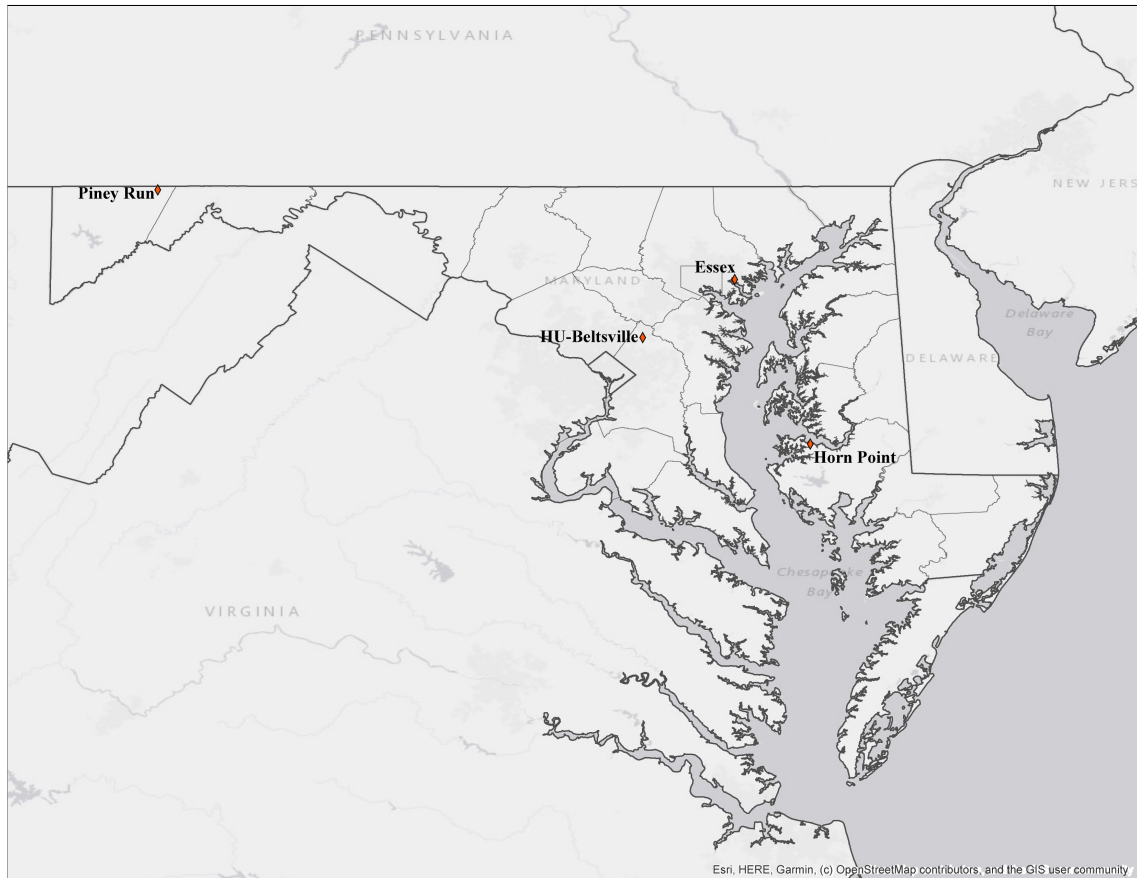 PENNSYLVANIA
Piney Run
NEW JERS
Essex
MARYLAND
Delaware
Bay
HU-Beltsville
DELAWARE
Horn Point
Chesapeake
Bay
VIRGINIA
Esri, HERE, Garmin, (c) OpenStreetMap contributors, and the GIS user community